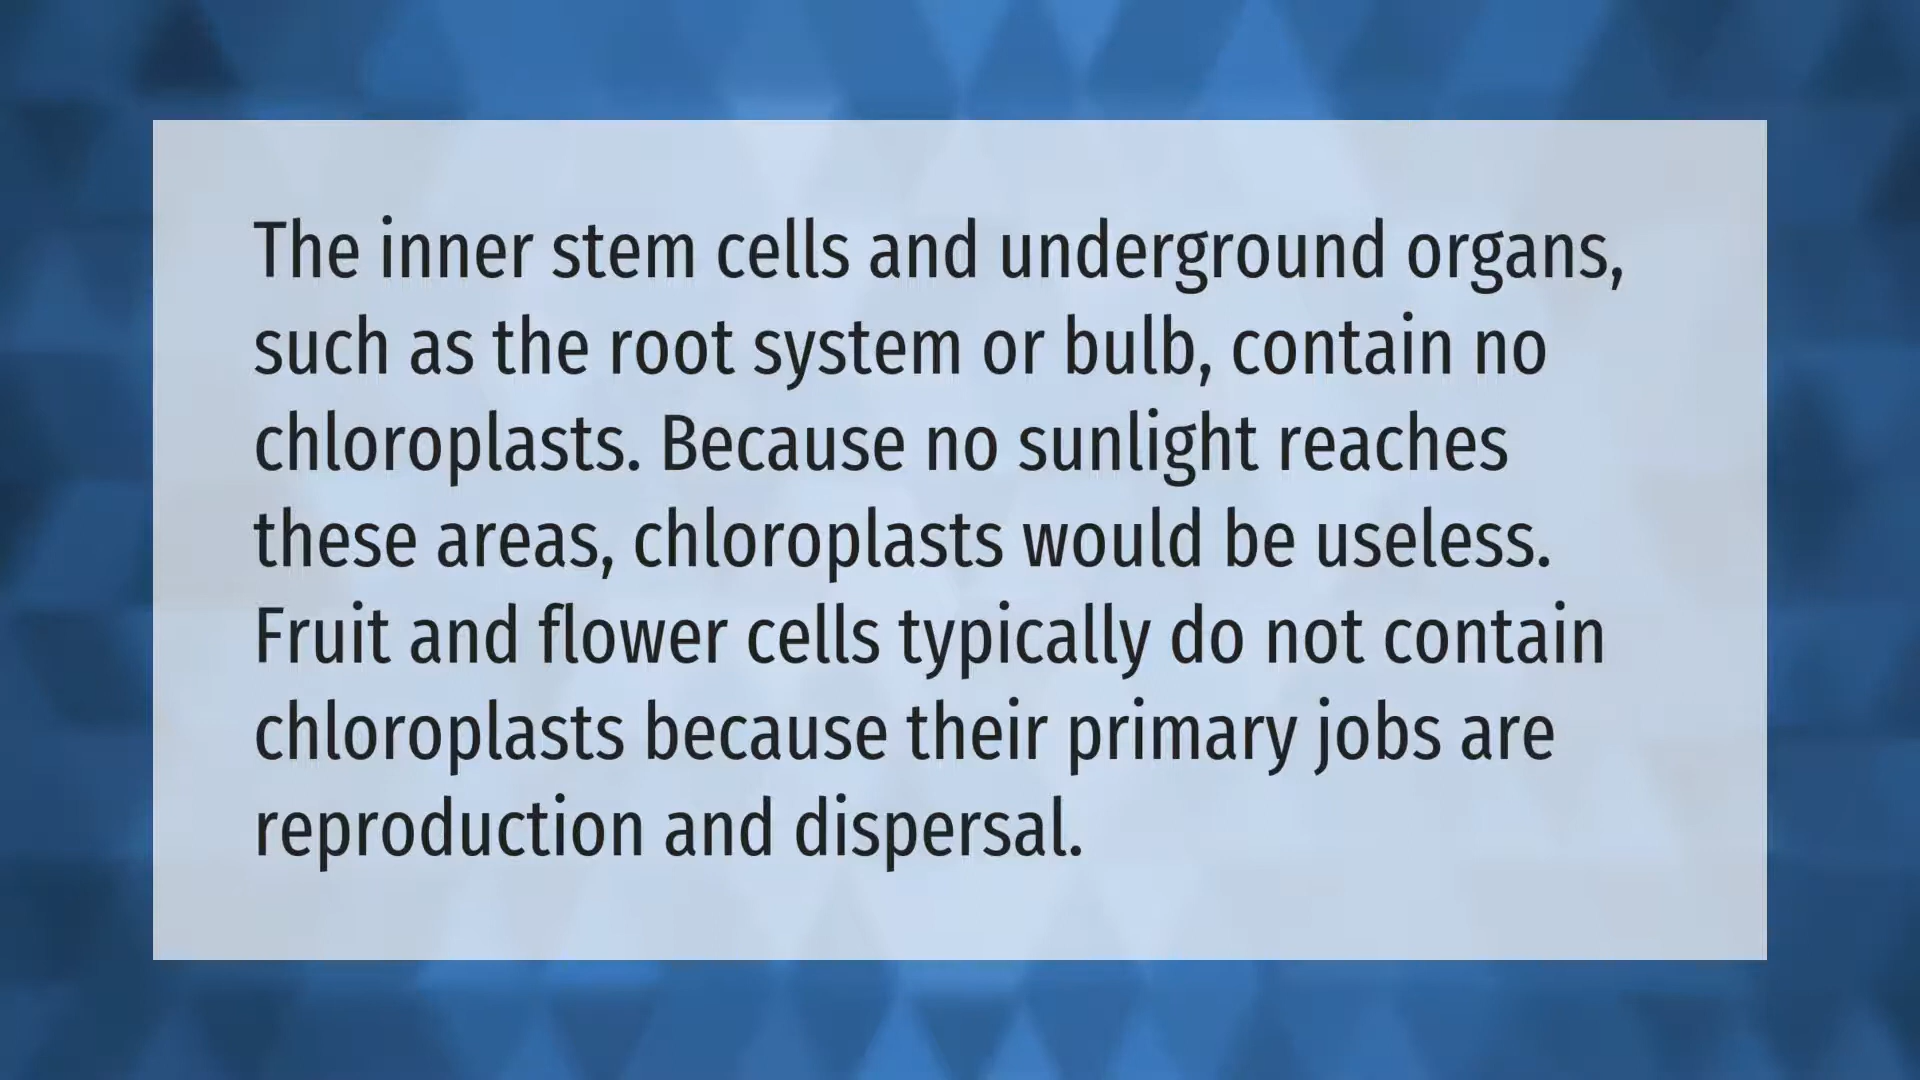 The inner stem cells and underground organs,
such as the root system or bulb, contain no
chloroplasts. Because no sunlight reaches
these areas, chloroplasts would be useless.
Fruit and flower cells typically do not contain
chloroplasts because their primary jobs are
reproduction and dispersal.